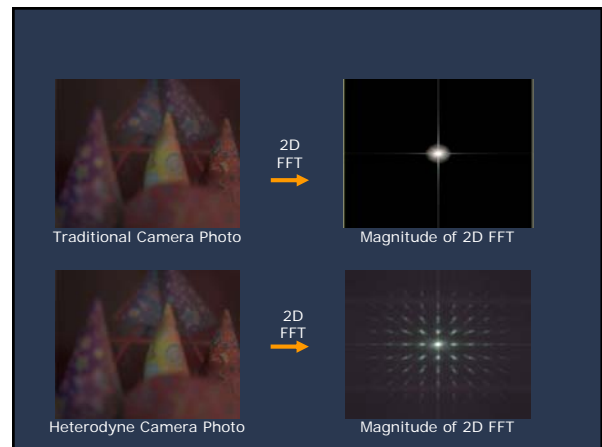 2D
FFT
Traditional Camera Photo
Magnitude of 2D FFT
2D
FFT
Heterodyne Camera Photo
Magnitude of 2D FFT